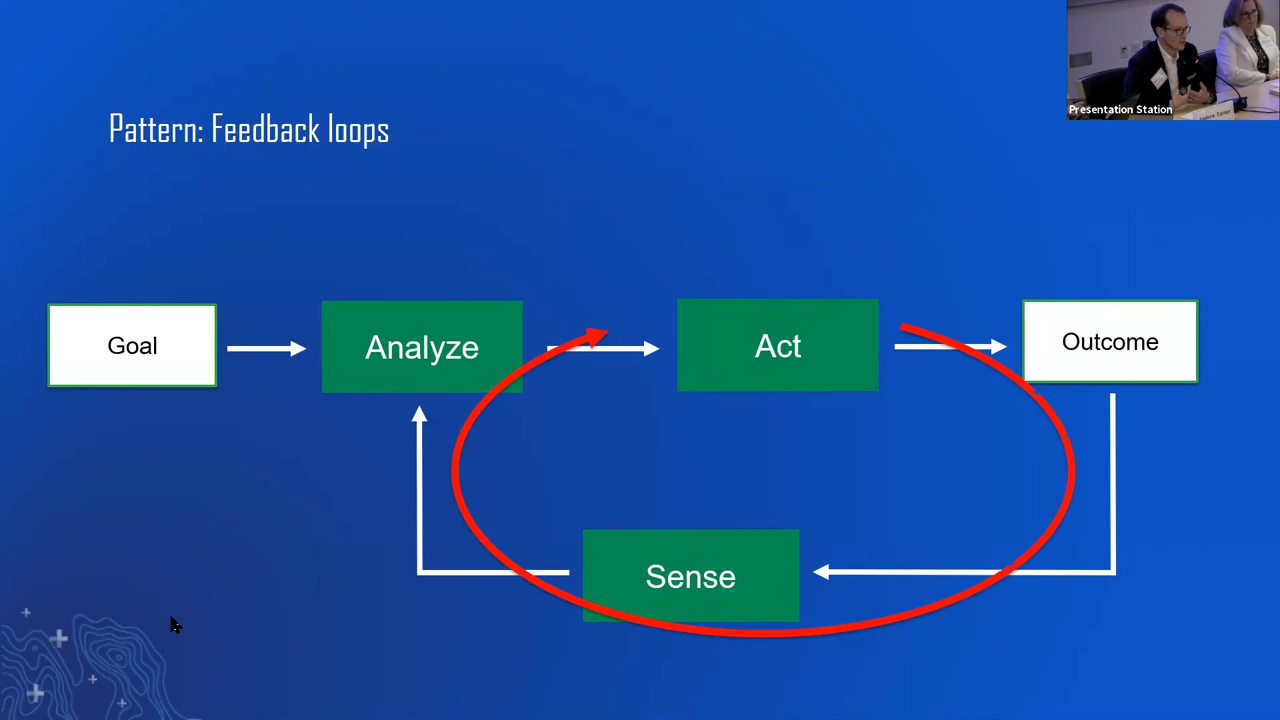 Pattern: Feedback loops
Presentation Station
Goal
Analyze
Act
Outcome
Sense